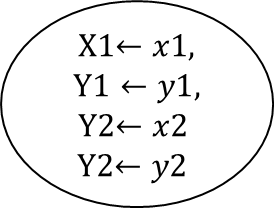 X1← x1,
Y1 ← y1,
Y2← x2
Y2← y2